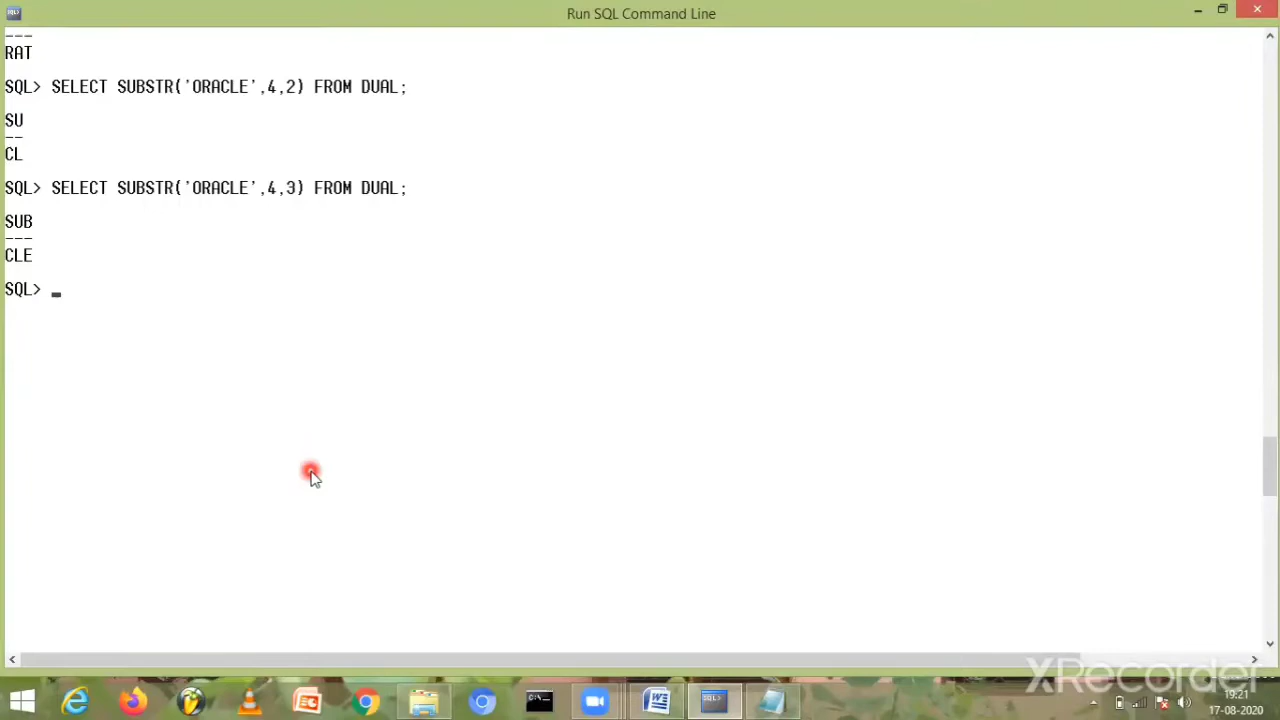 Run SQL Command Line
---
RAT
SQL> SELECT SUBSTR('ORACLE',4,2) FROM DUAL;
SU
--
CL
SQL> SELECT SUBSTR('ORACLE',4,3) FROM DUAL;
SUB
---
CLE
SQL> _
XRecorder
19:21
17-08-2020